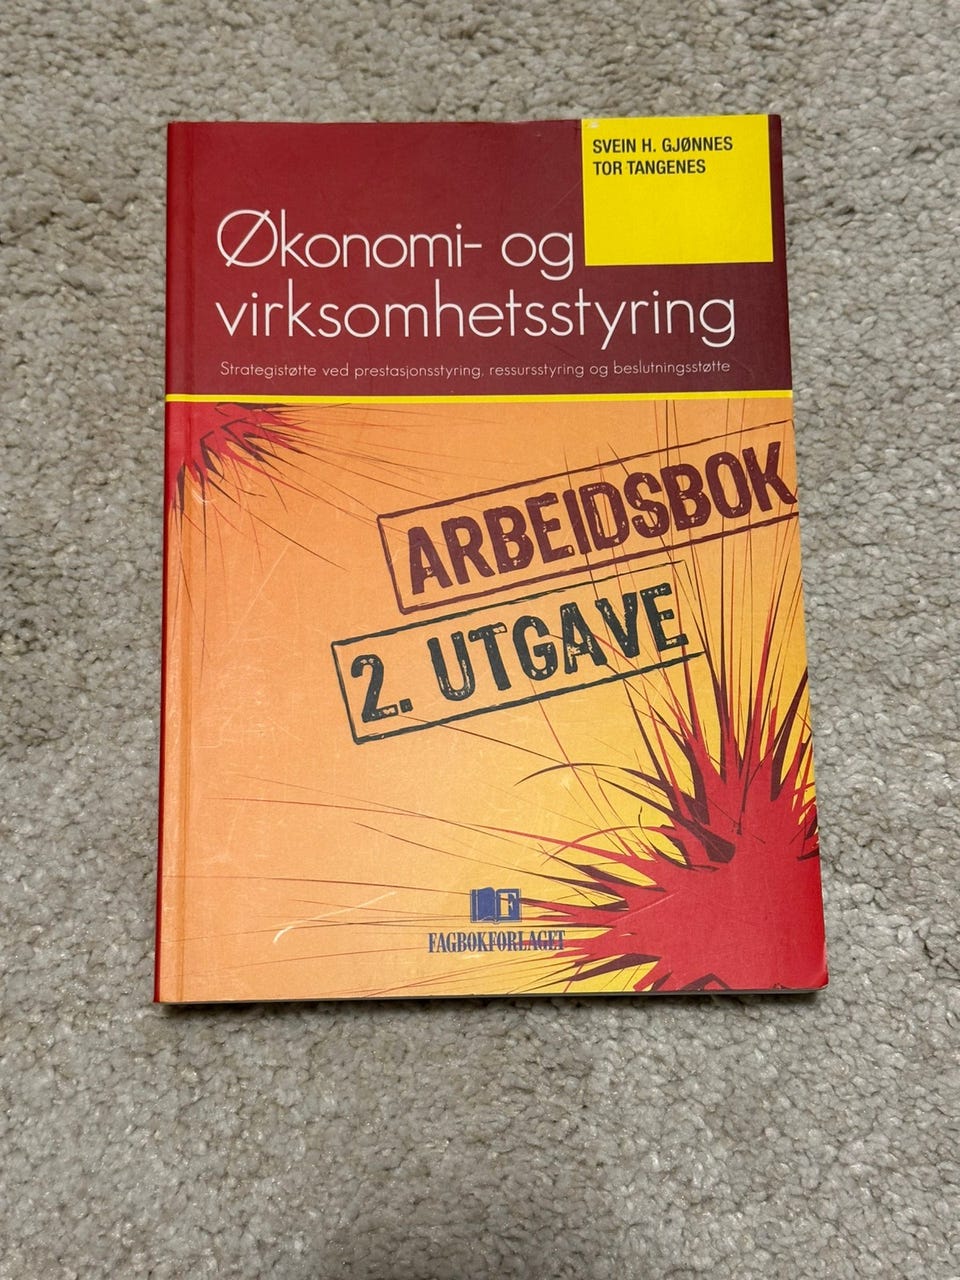 SVEIN H. GJØNNES
TOR TANGENES
Økonomi- og
virksomhetsstyring
Strategistøtte ved prestasjonsstyring, ressursstyring og beslutningsstøtte
ARBEIDSBOK
2. UTGAVE
F
FAGBOKFORLAGET